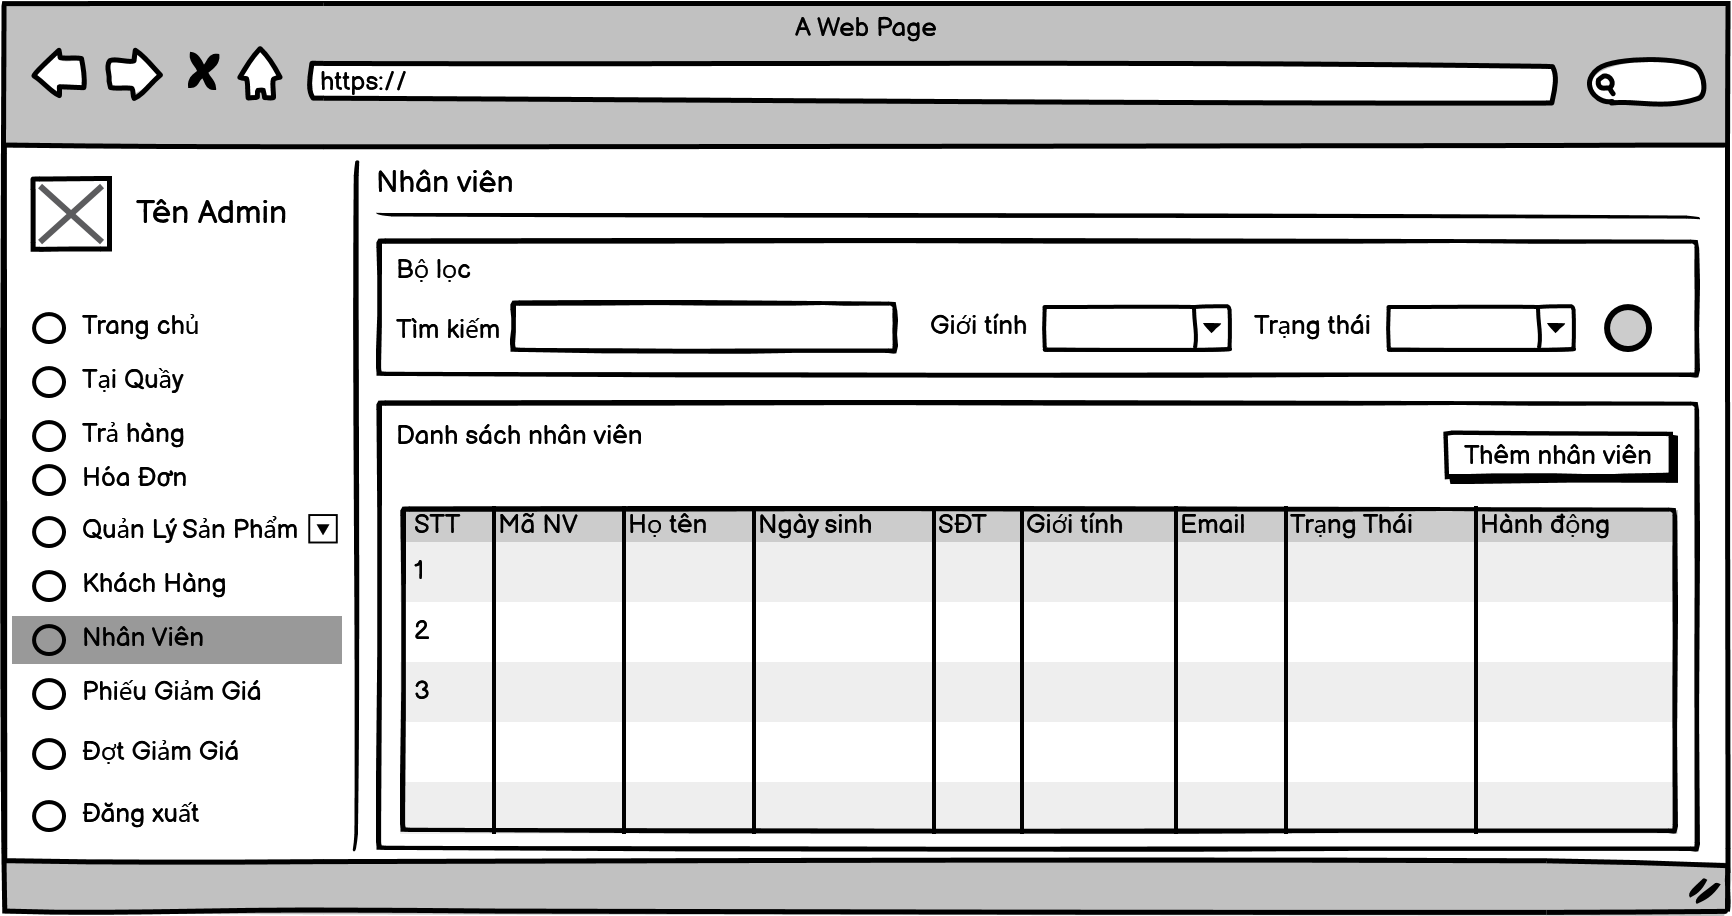 A Web Page
https://
Tên Admin
Trang chủ
Tại Quầy
Trả hàng
Hóa Đơn
Quản Lý Sản Phẩm
Khách Hàng
Nhân Viên
Phiếu Giảm Giá
Đợt Giảm Giá
Đăng xuất
Nhân viên
Bộ lọc
Tìm kiếm Giới tính Trạng thái
Danh sách nhân viên
Thêm nhân viên
STT Mã NV Họ tên Ngày sinh SĐT Giới tính Email Trạng Thái Hành động
1
2
3